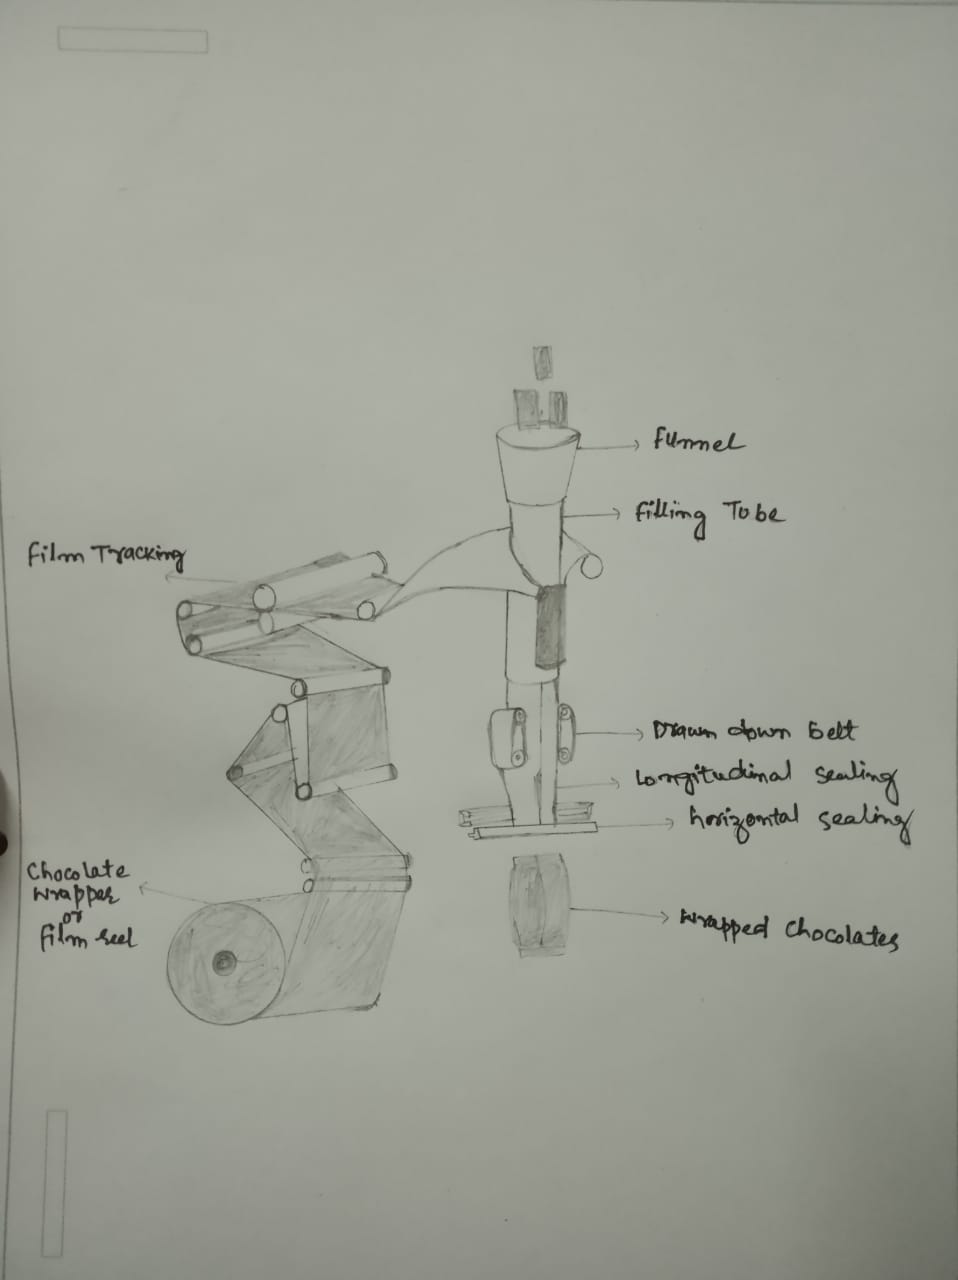 Funnel
Filling Tube
Film Tracking
Drawn down belt
Longitudinal sealing
horizontal sealing
Chocolate
wrapper
or
Film reel
Wrapped chocolates